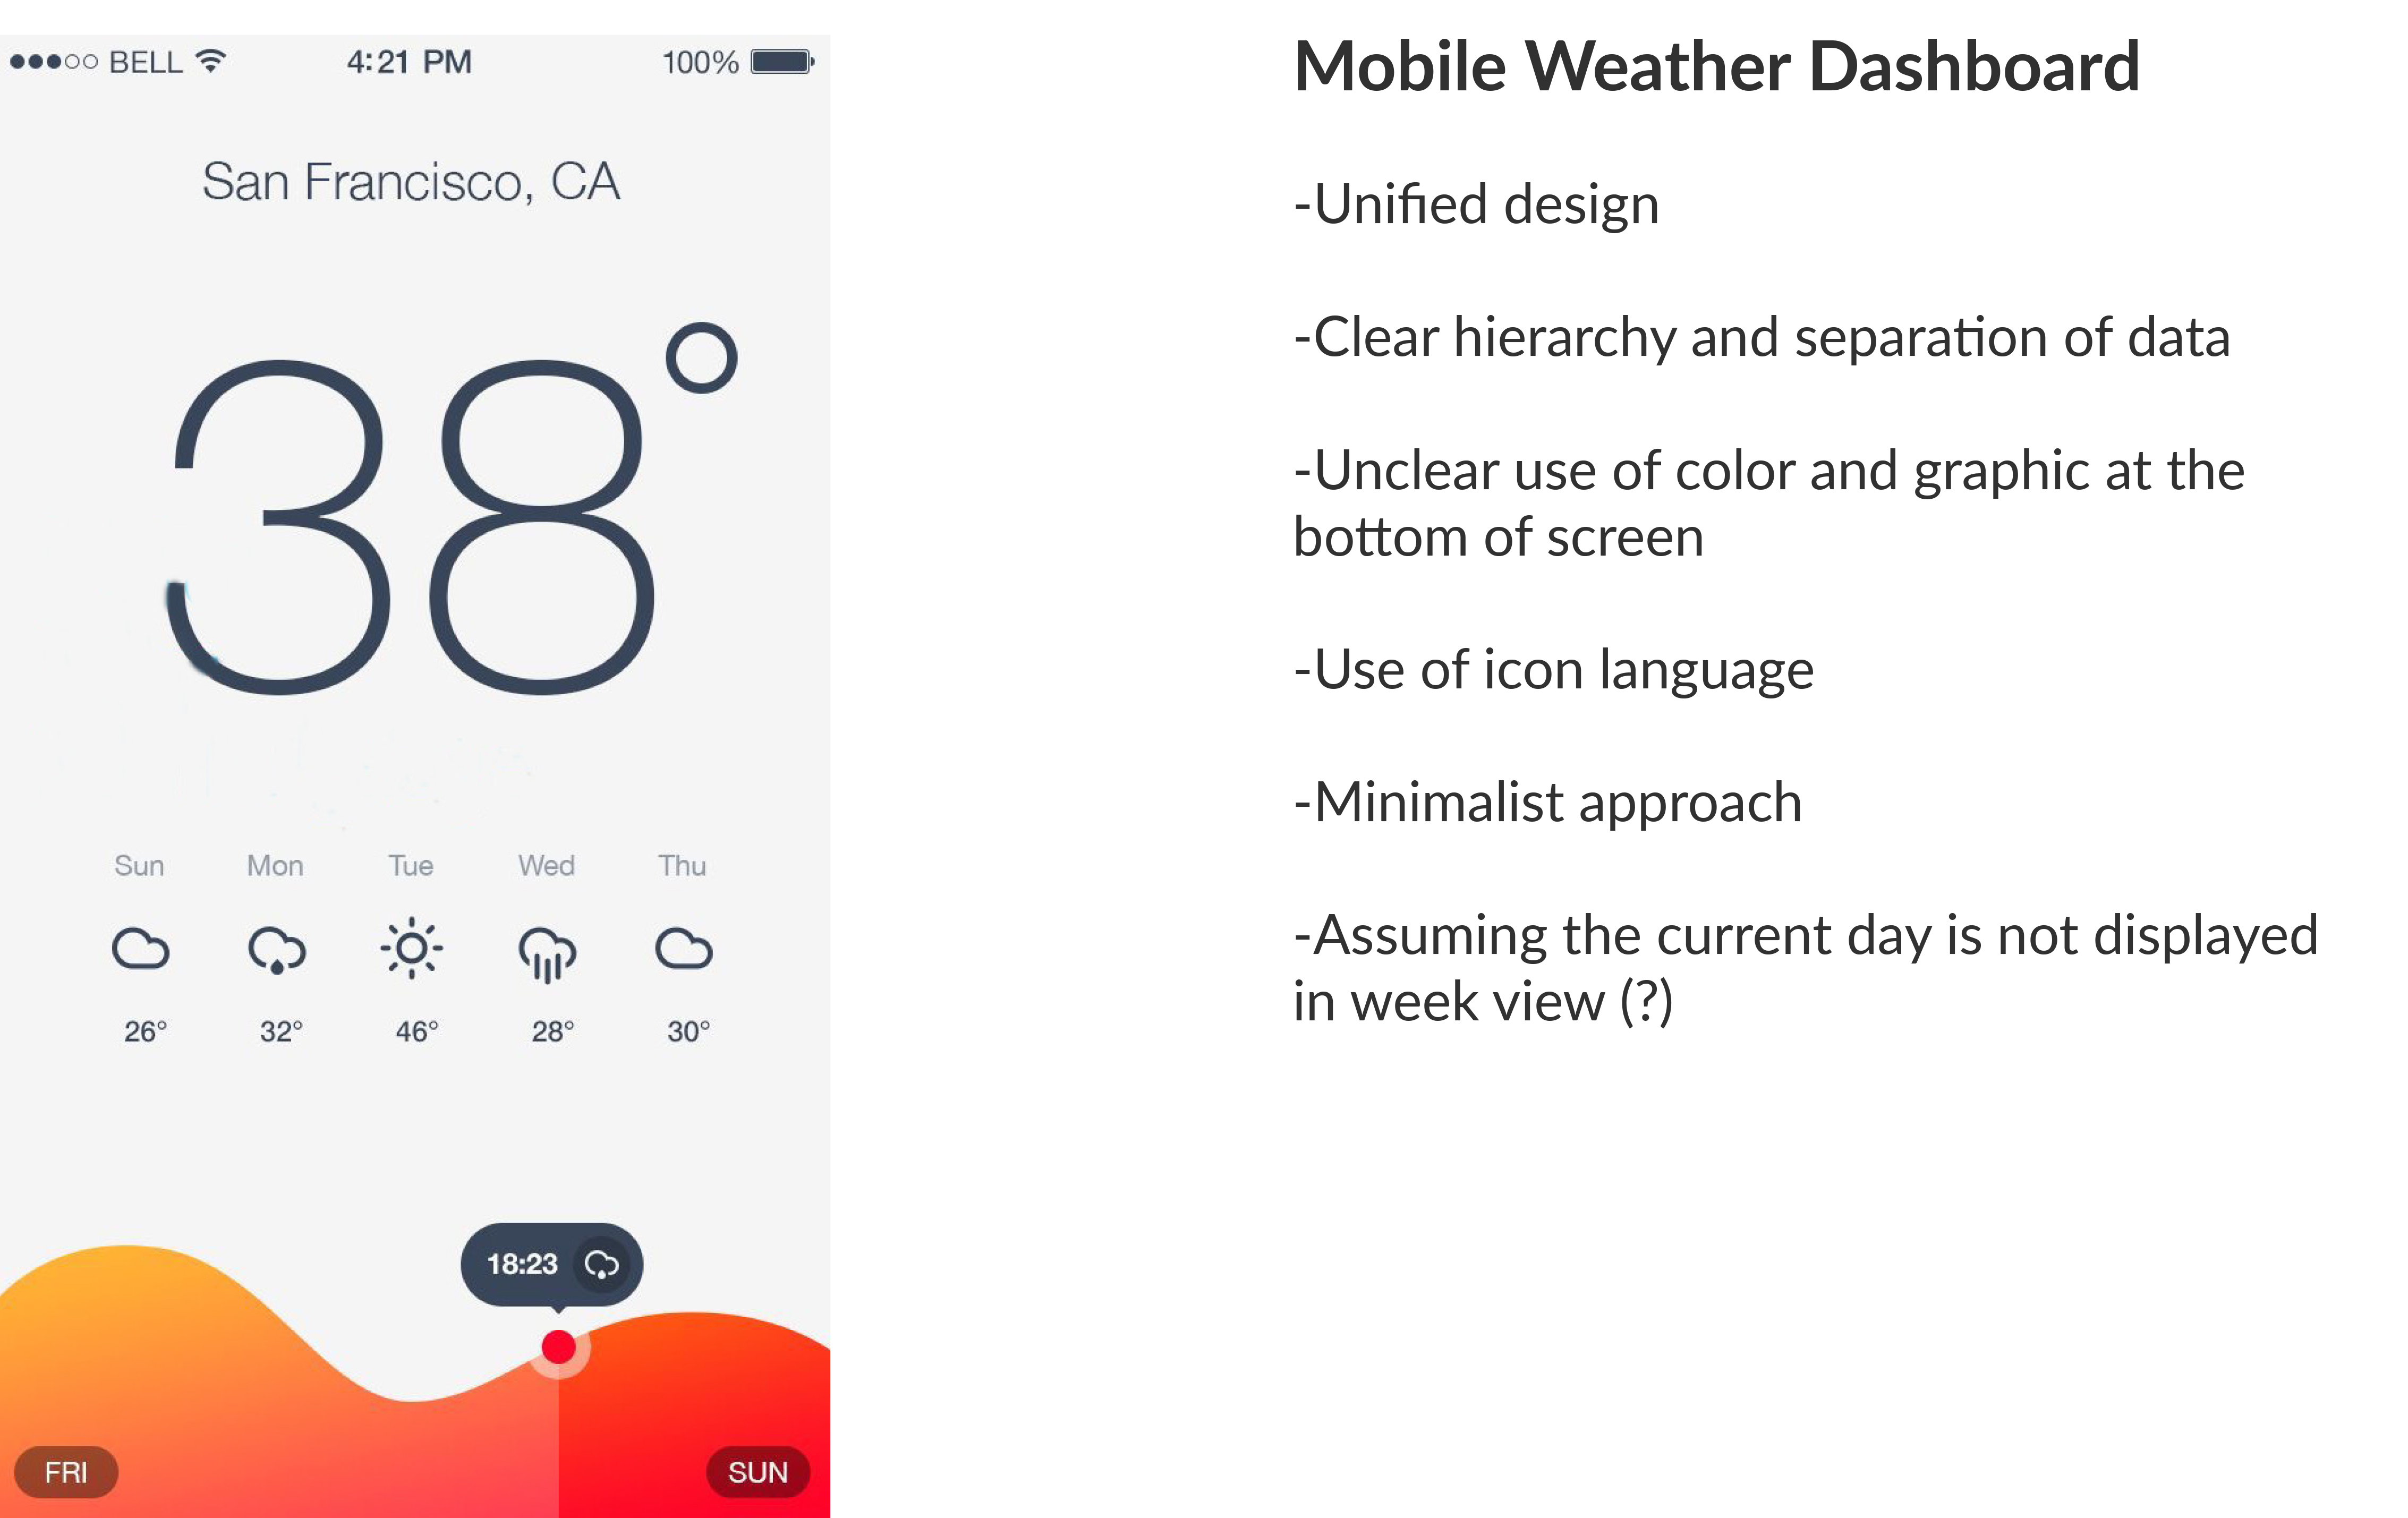 BELL 4:21 PM 100%
San Francisco, CA
38°
Sun Mon Tue Wed Thu
26° 32° 46° 28° 30°
18:23
FRI SUN
Mobile Weather Dashboard
-Unified design
-Clear hierarchy and separation of data
-Unclear use of color and graphic at the
bottom of screen
-Use of icon language
-Minimalist approach
-Assuming the current day is not displayed
in week view (?)